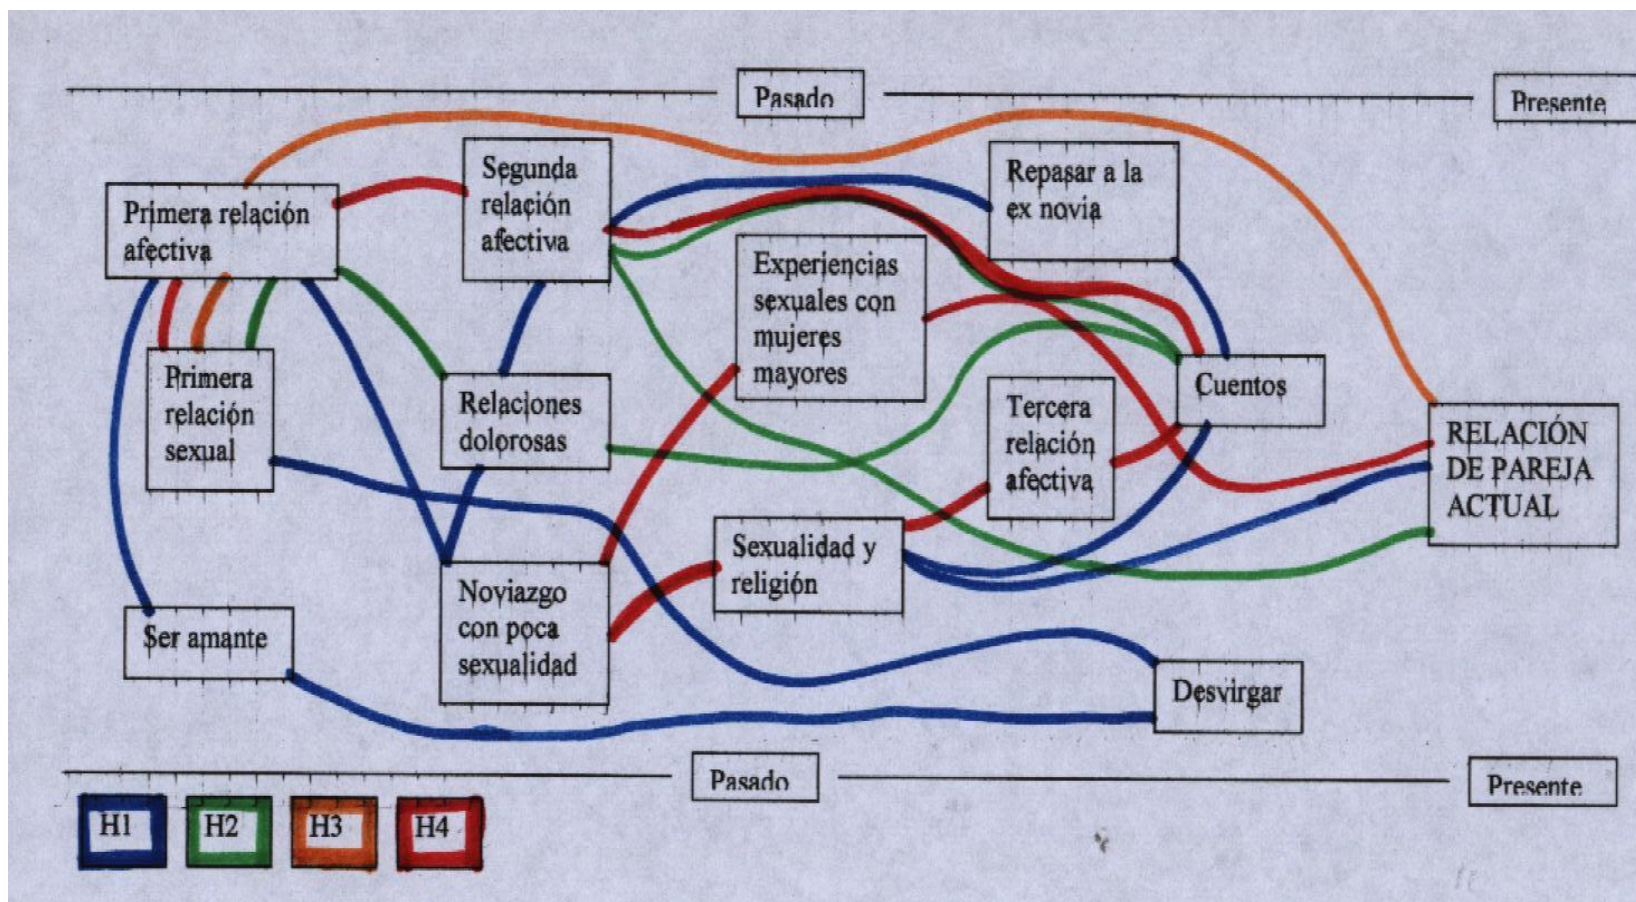 Pasado
Presente
Primera relación
afectiva
Segunda
relación
afectiva
Repasar a la
ex novia
Experiencias
sexuales con
mujeres
mayores
Primera
relación
sexual
Relaciones
dolorosas
Tercera
relación
afectiva
Cuentos
RELACIÓN
DE PAREJA
ACTUAL
Sexualidad y
religión
Noviazgo
con poca
sexualidad
Ser amante
Desvirgar
Pasado
Presente
H1
H2
H3
H4